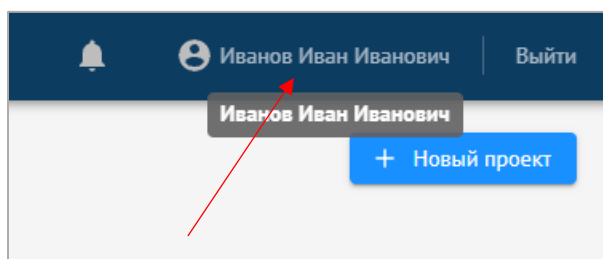 Иванов Иван Иванович Выйти
Иванов Иван Иванович
+ Новый проект